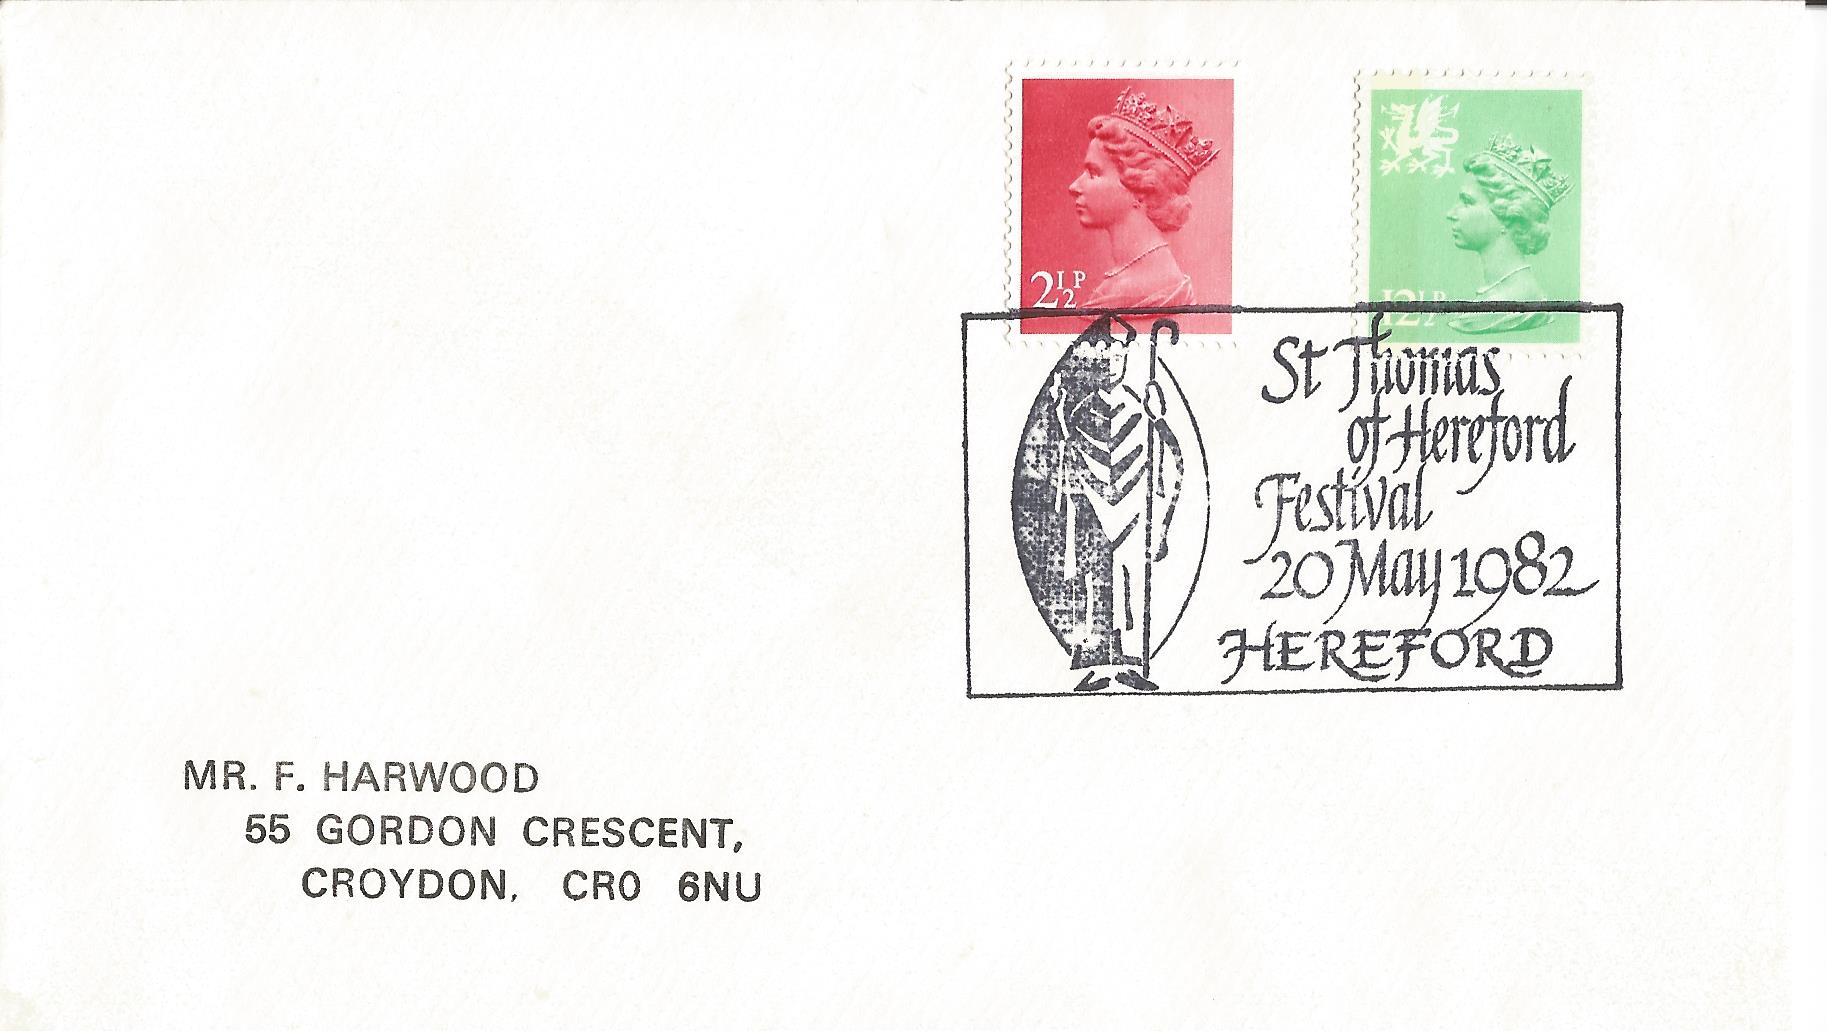 2½P
12½P
St Thomas
of Hereford
Festival
20 May 1982
HEREFORD
MR. F. HARWOOD
55 GORDON CRESCENT,
CROYDON, CR0 6NU